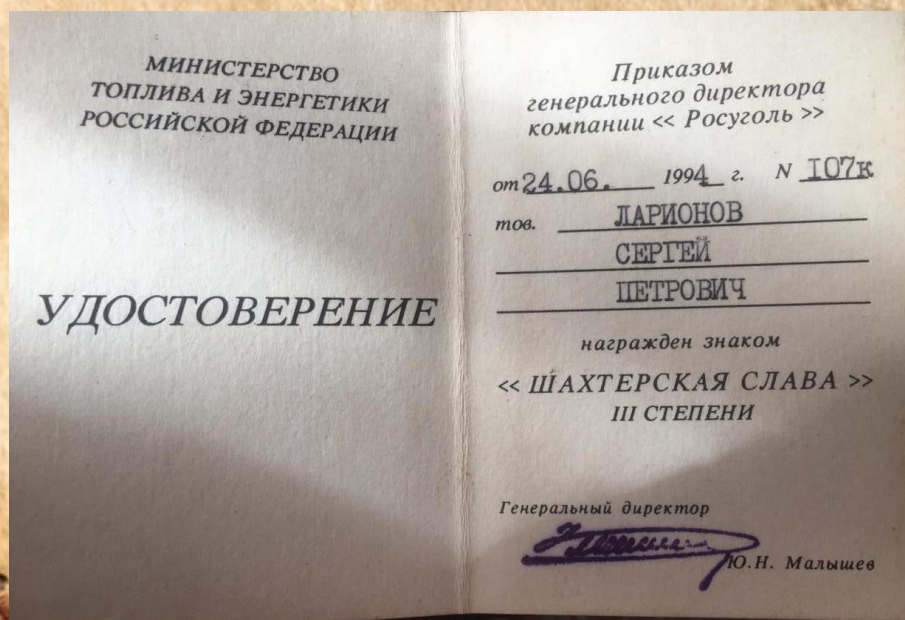 МИНИСТЕРСТВО
ТОПЛИВА И ЭНЕРГЕТИКИ
РОССИЙСКОЙ ФЕДЕРАЦИИ
УДОСТОВЕРЕНИЕ
Приказом
генерального директора
компании << Росуголь >>
от 24.06. 1994 г. N I07к
тов. ЛАРИОНОВ
СЕРГЕЙ
ПЕТРОВИЧ
награжден знаком
<< ШАХТЕРСКАЯ СЛАВА >>
III СТЕПЕНИ
Генеральный директор
Ю.Н. Малышев